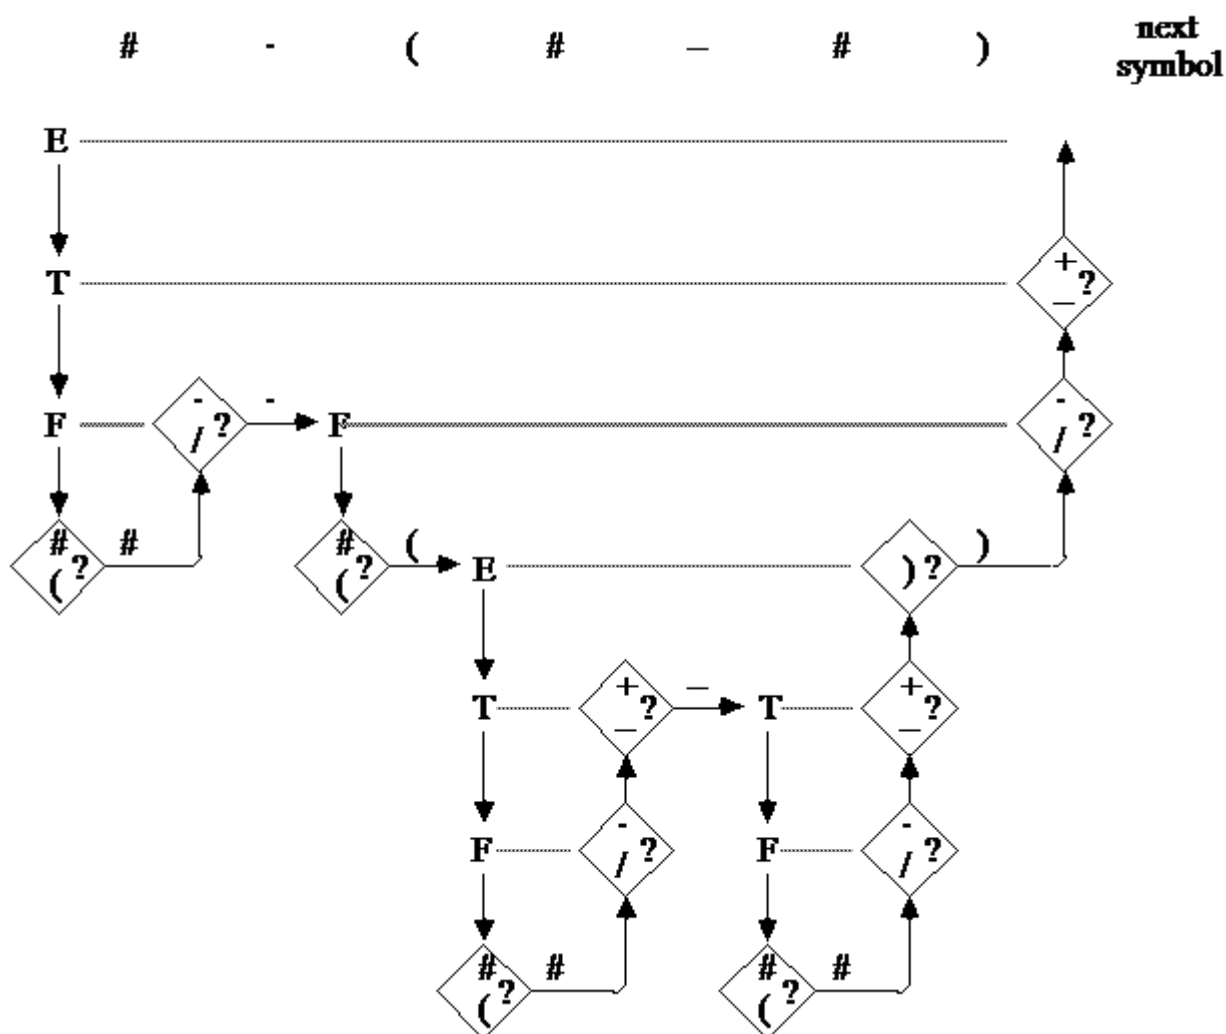 # - ( # – # ) next
symbol
E
T + – ?
F - / ? - F - / ?
# ( ? # # ( ? ( E ) ? )
T + – ? – T + – ?
F - / ? F - / ?
# ( ? # # ( ? #